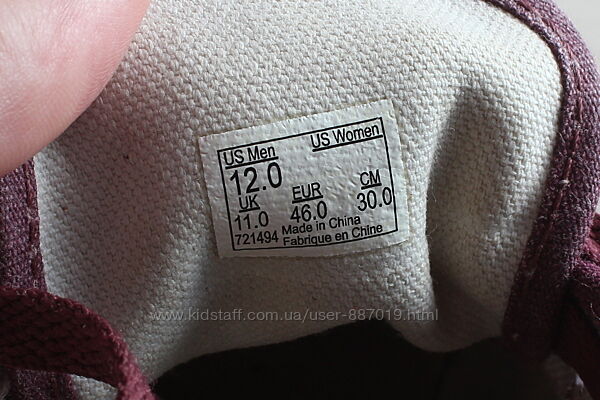 US Men US Women
12.0
UK EUR CM
11.0 46.0 30.0
721494 Made in China
Fabrique en Chine
www.kidstaff.com.ua/user-887019.html